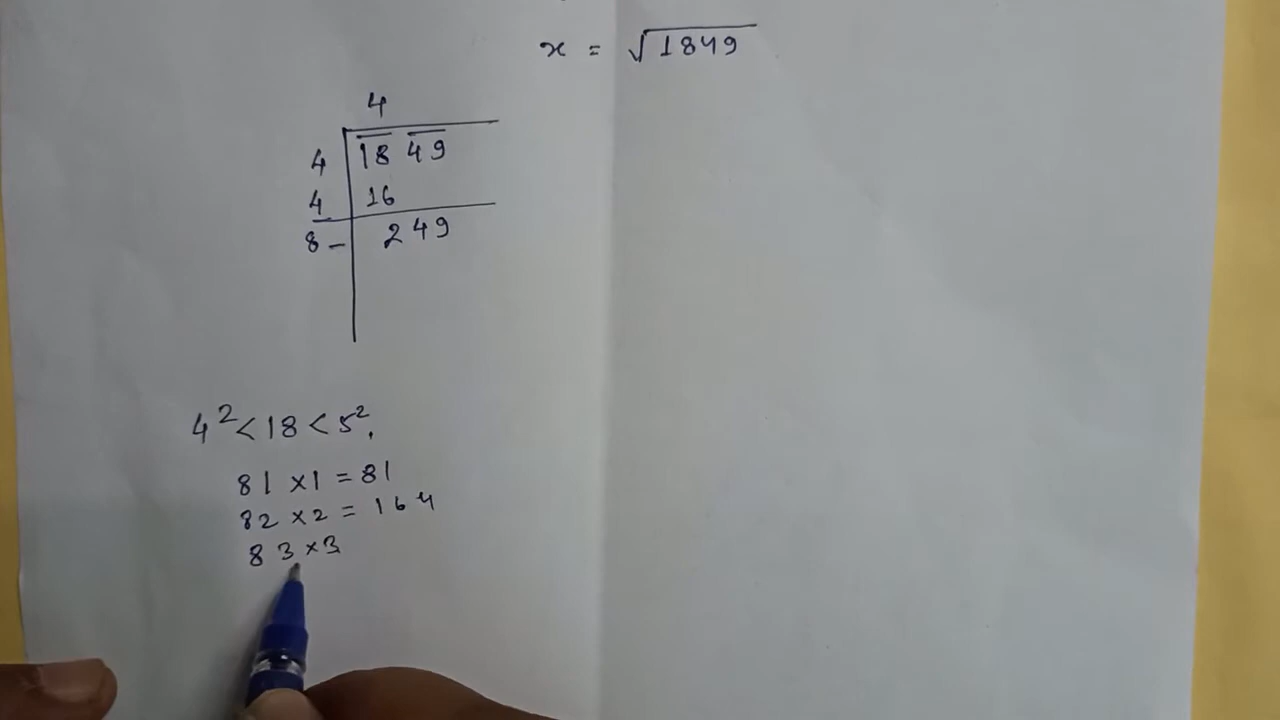 x = √1849
4
4 18 49
4 16
8 – 249
4² < 18 < 5².
81 × 1 = 81
82 × 2 = 164
83 × 3